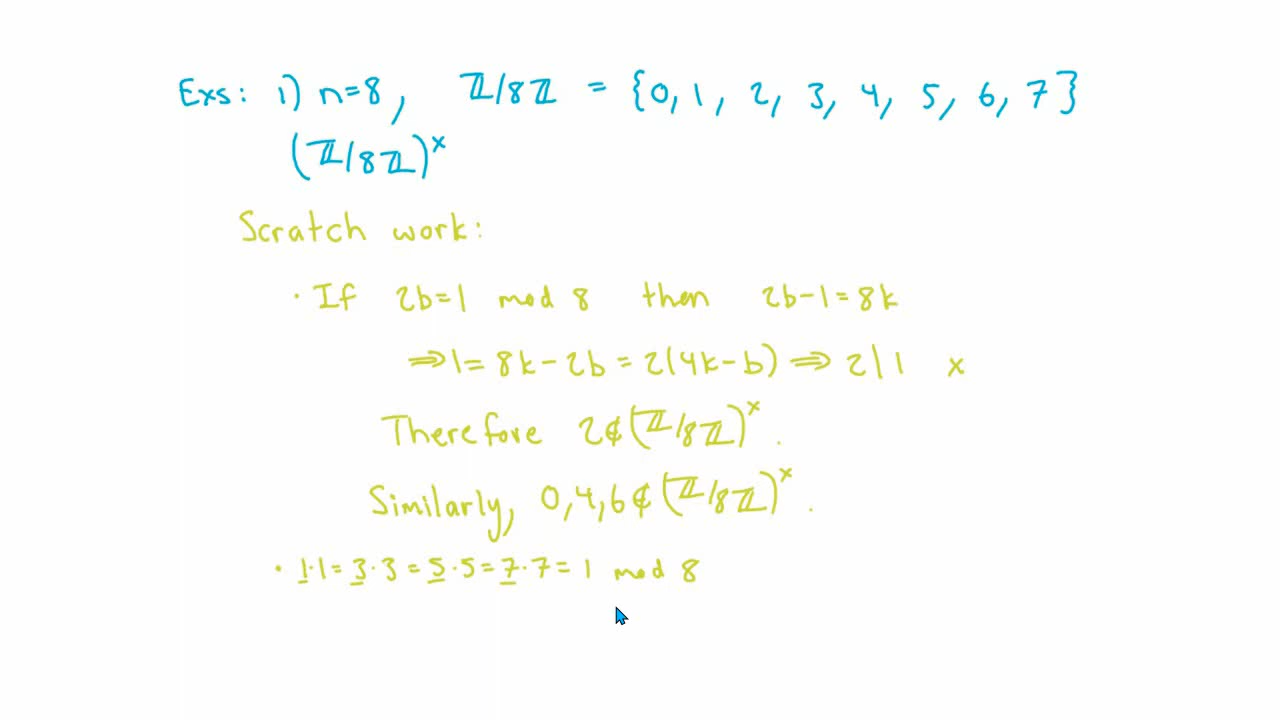 Exs: 1) n=8, ℤ/8ℤ = {0, 1, 2, 3, 4, 5, 6, 7}
(ℤ/8ℤ)^x
Scratch work:
· If 2b=1 mod 8 then 2b-1=8k
⇒1=8k-2b=2(4k-b)⇒2|1 x
Therefore 2∉(ℤ/8ℤ)^x.
Similarly, 0,4,6∉(ℤ/8ℤ)^x.
· 1·1=3·3=5·5=7·7=1 mod 8